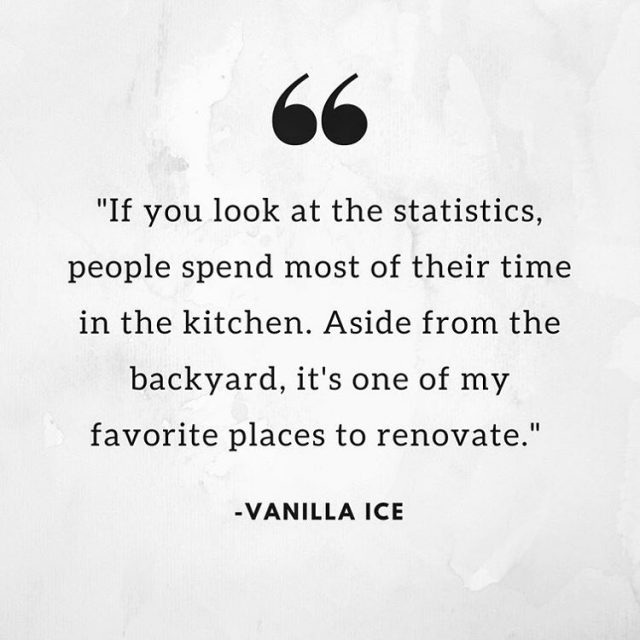 "If you look at the statistics,
people spend most of their time
in the kitchen. Aside from the
backyard, it's one of my
favorite places to renovate."
-VANILLA ICE